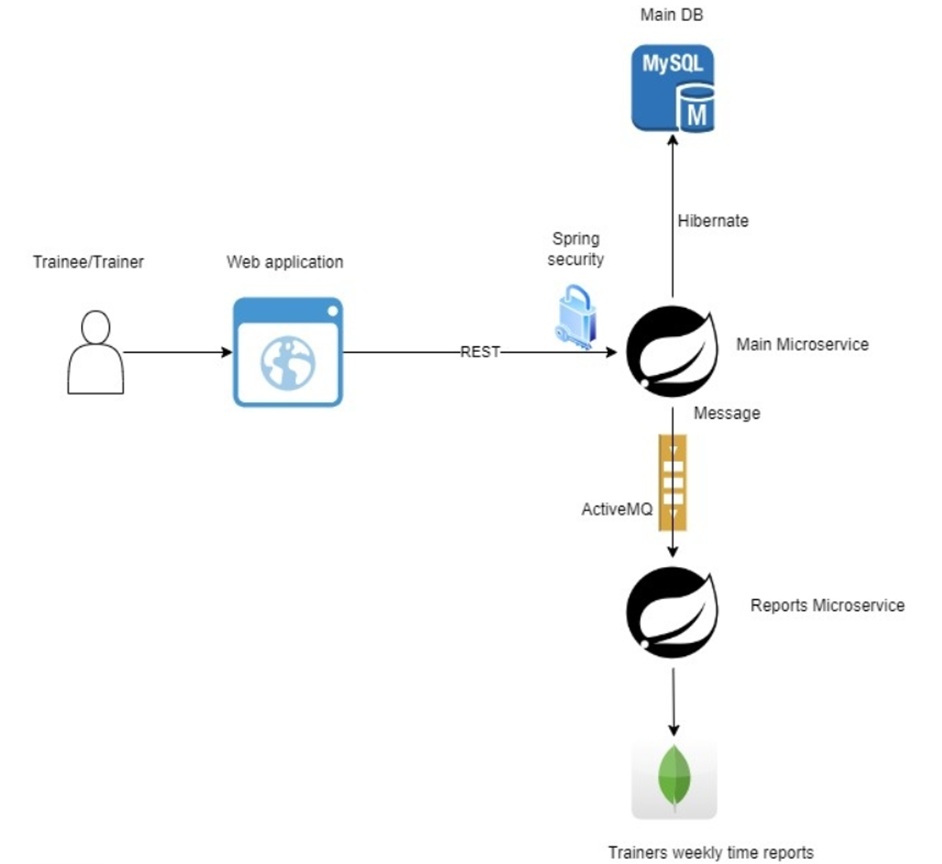 Main DB
MySQL
M
Hibernate
Spring
security
Trainee/Trainer
Web application
REST
Main Microservice
Message
ActiveMQ
Reports Microservice
Trainers weekly time reports